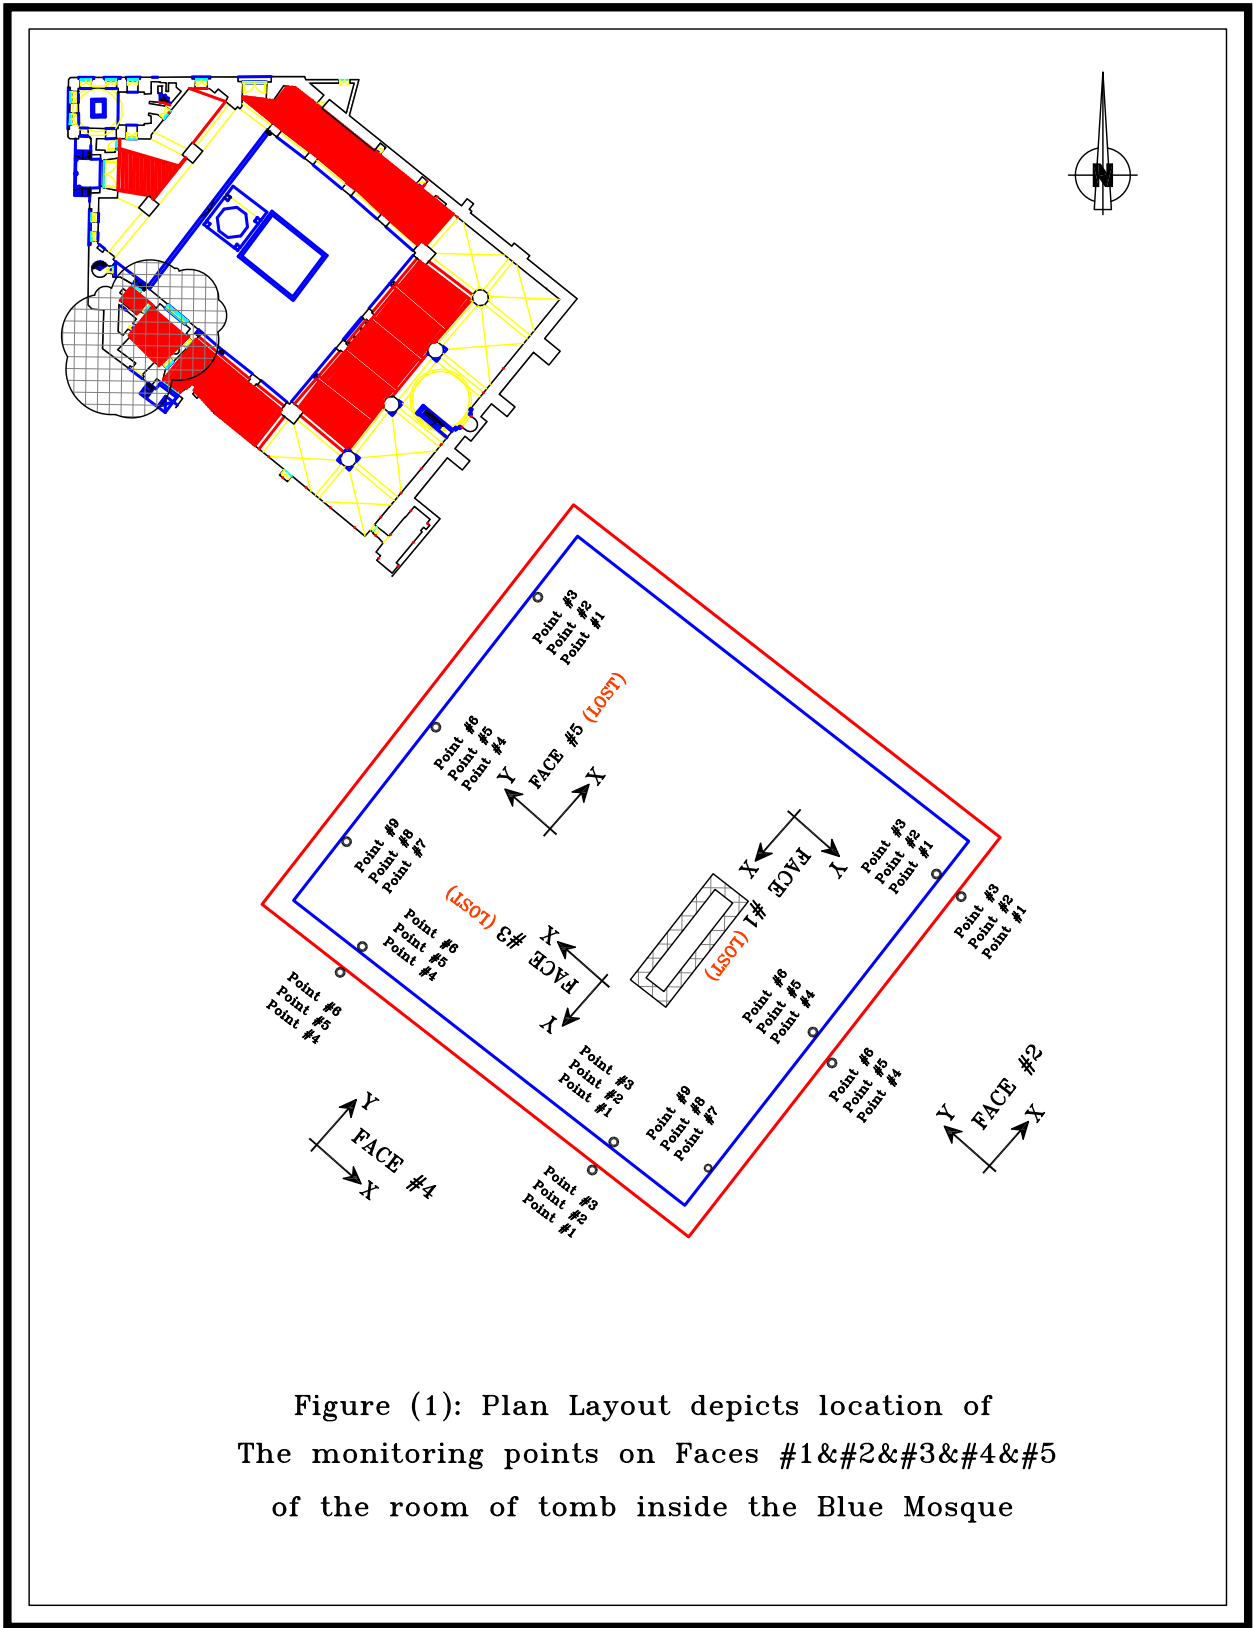 N
Point #3
Point #2
Point #1
FACE #5 (LOST)
Y
X
Point #6
Point #5
Point #4
Point #9
Point #8
Point #7
FACE #1 (LOST)
X
Y
Point #3
Point #2
Point #1
Point #3
Point #2
Point #1
Point #6
Point #5
Point #4
Point #6
Point #5
Point #4
Point #9
Point #8
Point #7
FACE #3 (LOST)
X
Y
Point #6
Point #5
Point #4
Point #6
Point #5
Point #4
Point #3
Point #2
Point #1
Point #3
Point #2
Point #1
FACE #2
Y
X
FACE #4
Y
X
Figure (1): Plan Layout depicts location of
The monitoring points on Faces #1&#2&#3&#4&#5
of the room of tomb inside the Blue Mosque